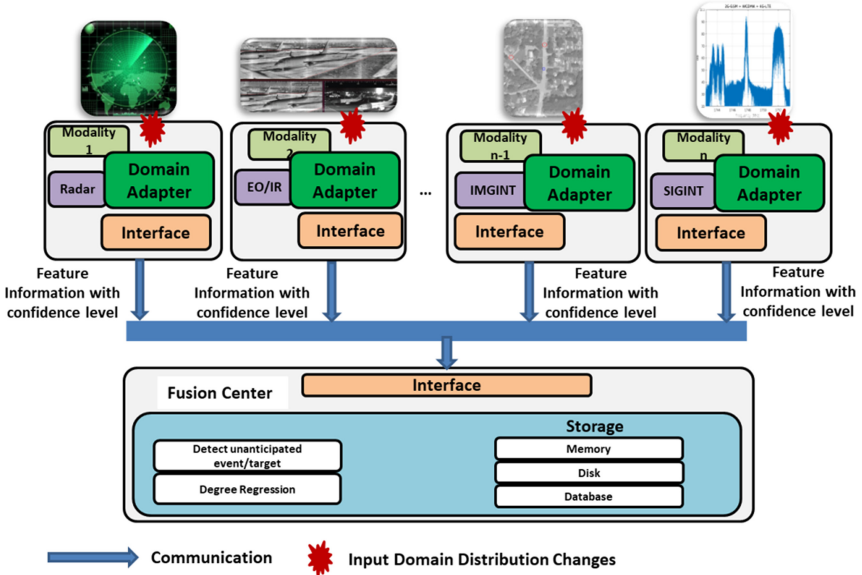 Modality
1
Radar
Domain
Adapter
Interface
Modality
2
EO/IR
Domain
Adapter
Interface
...
Modality
n-1
IMGINT
Domain
Adapter
Interface
Modality
n
SIGINT
Domain
Adapter
Interface
Feature
Information with
confidence level
Feature
Information with
confidence level
Feature
Information with
confidence level
Feature
Information with
confidence level
Interface
Fusion Center
Storage
Detect unanticipated
event/target
Degree Regression
Memory
Disk
Database
Communication
Input Domain Distribution Changes